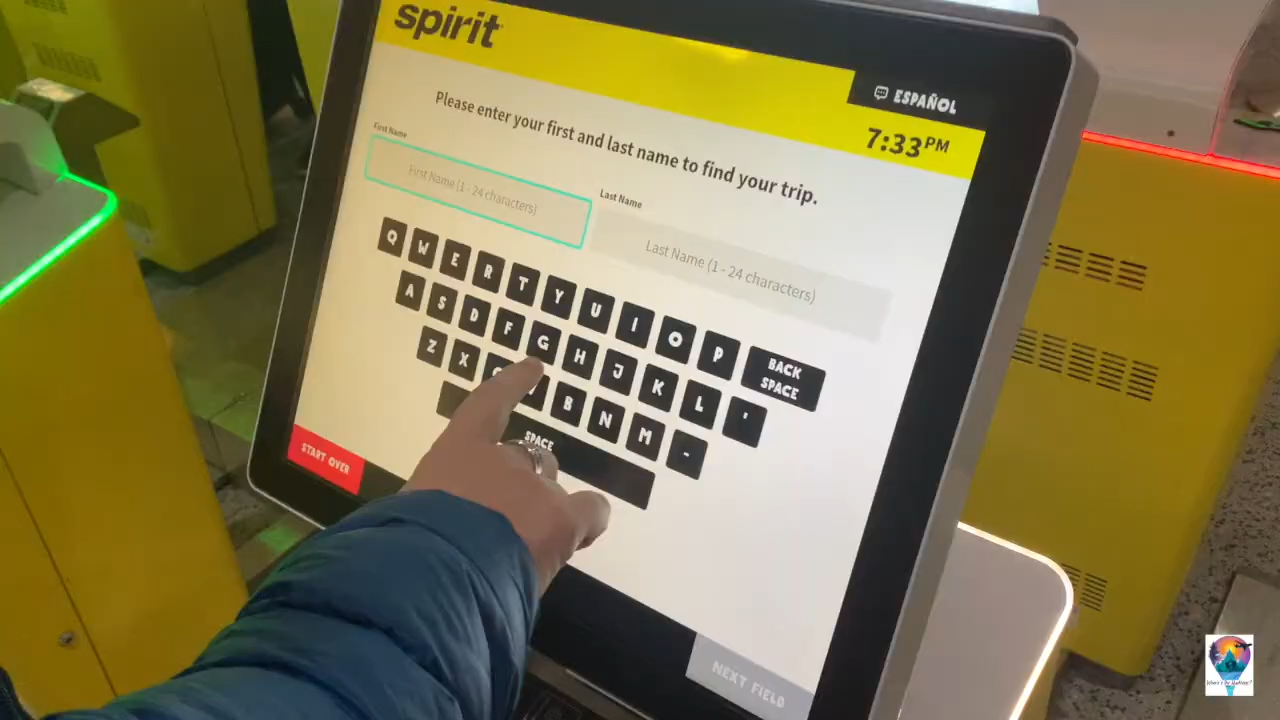 spirit
ESPAÑOL
7:33PM
Please enter your first and last name to find your trip.
First Name
Last Name
First Name (1 - 24 characters)
Last Name (1 - 24 characters)
Q W E R T Y U I O P BACK SPACE
A S D F G H J K L '
Z X B N M -
SPACE
START OVER
NEXT FIELD